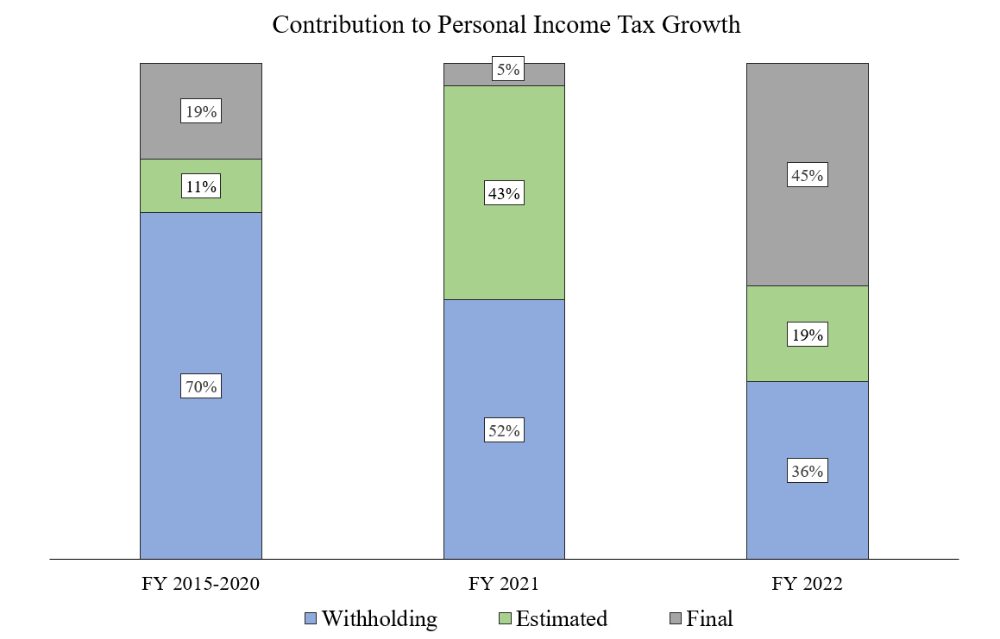 Contribution to Personal Income Tax Growth
5%
19%
11%
43%
45%
19%
70%
52%
36%
FY 2015-2020
FY 2021
FY 2022
Withholding
Estimated
Final